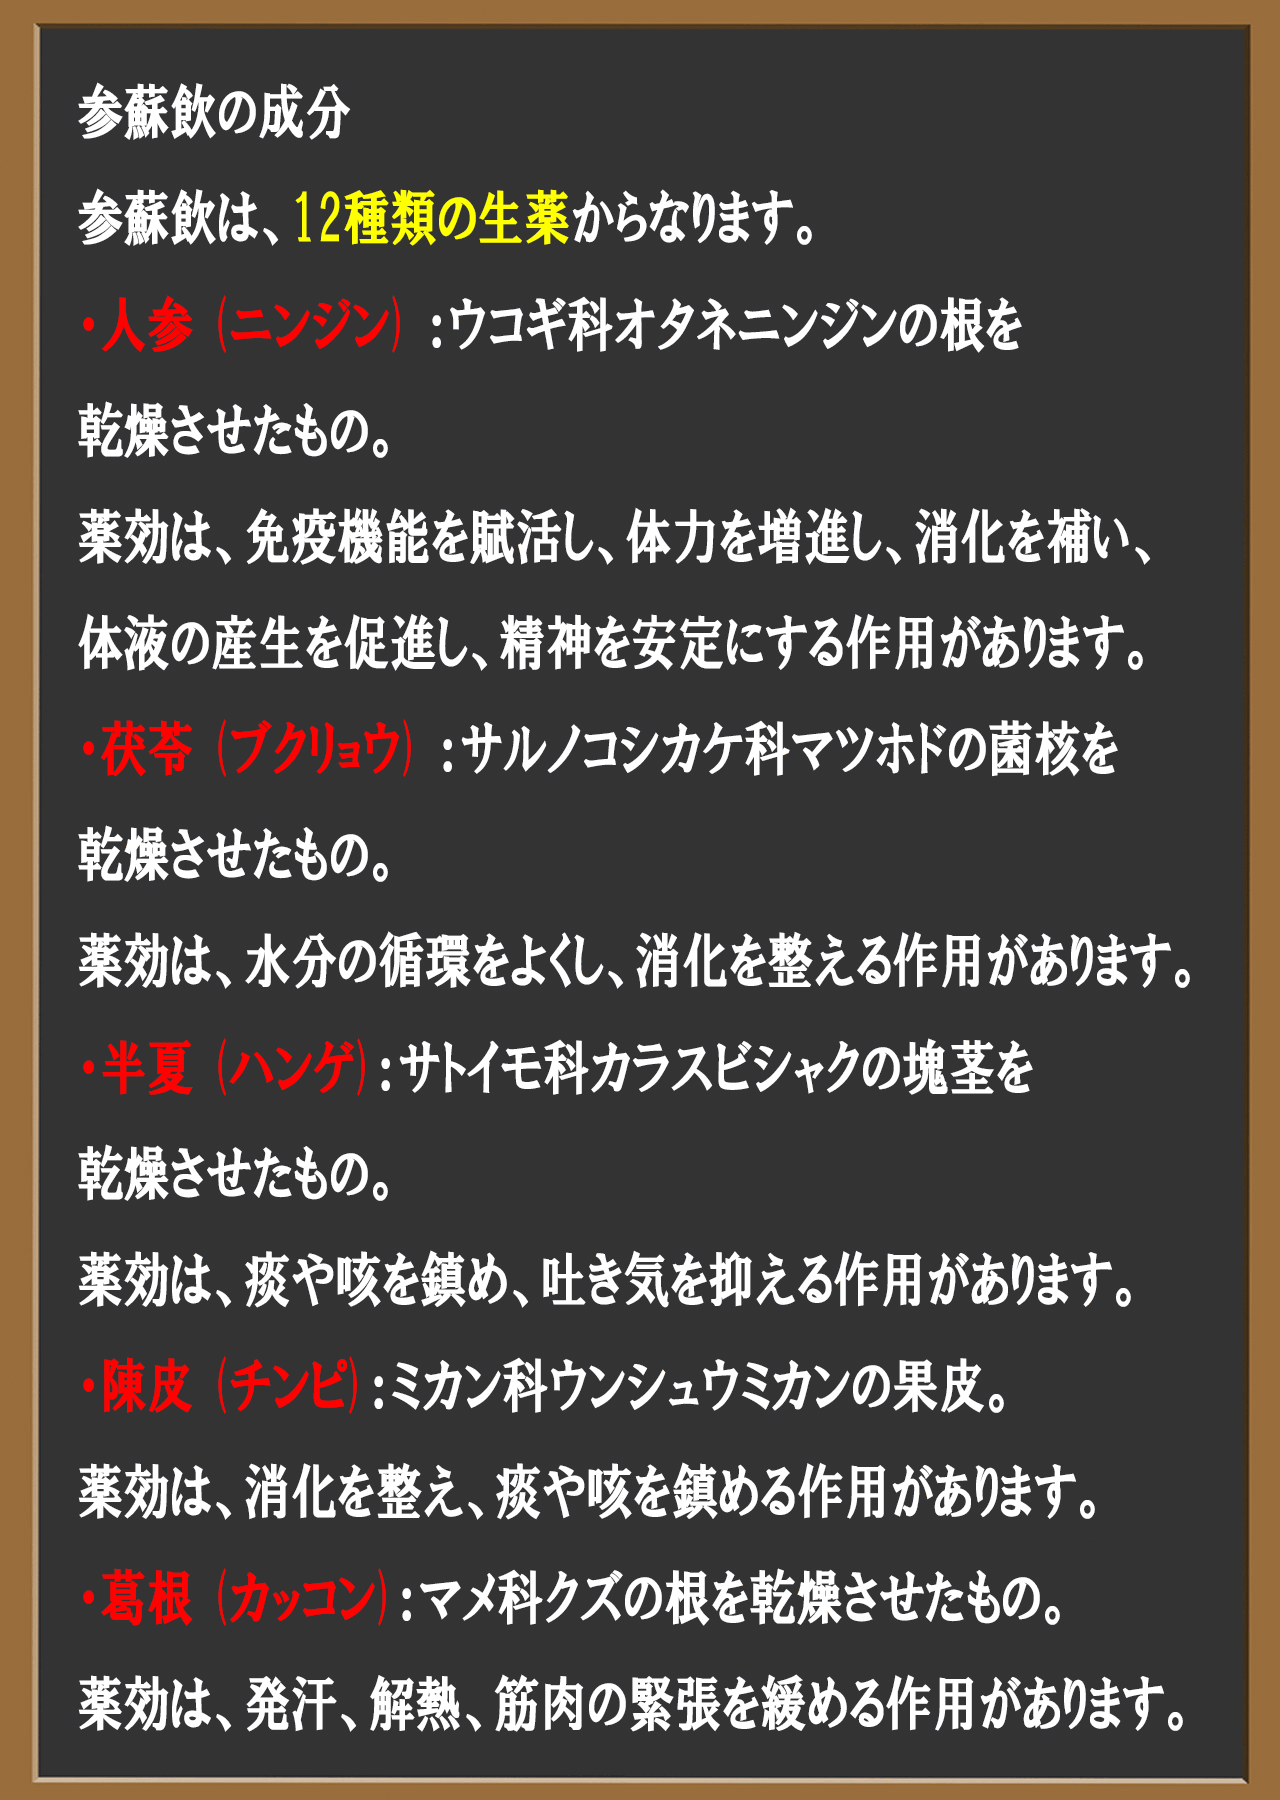 参蘇飲の成分
参蘇飲は、12種類の生薬からなります。
・人参（ニンジン）：ウコギ科オタネニンジンの根を
乾燥させたもの。
薬効は、免疫機能を賦活し、体力を増進し、消化を補い、
体液の産生を促進し、精神を安定にする作用があります。
・茯苓（ブクリョウ）：サルノコシカケ科マツホドの菌核を
乾燥させたもの。
薬効は、水分の循環をよくし、消化を整える作用があります。
・半夏（ハンゲ）：サトイモ科カラスビシャクの塊茎を
乾燥させたもの。
薬効は、痰や咳を鎮め、吐き気を抑える作用があります。
・陳皮（チンピ）：ミカン科ウンシュウミカンの果皮。
薬効は、消化を整え、痰や咳を鎮める作用があります。
・葛根（カッコン）：マメ科クズの根を乾燥させたもの。
薬効は、発汗、解熱、筋肉の緊張を緩める作用があります。